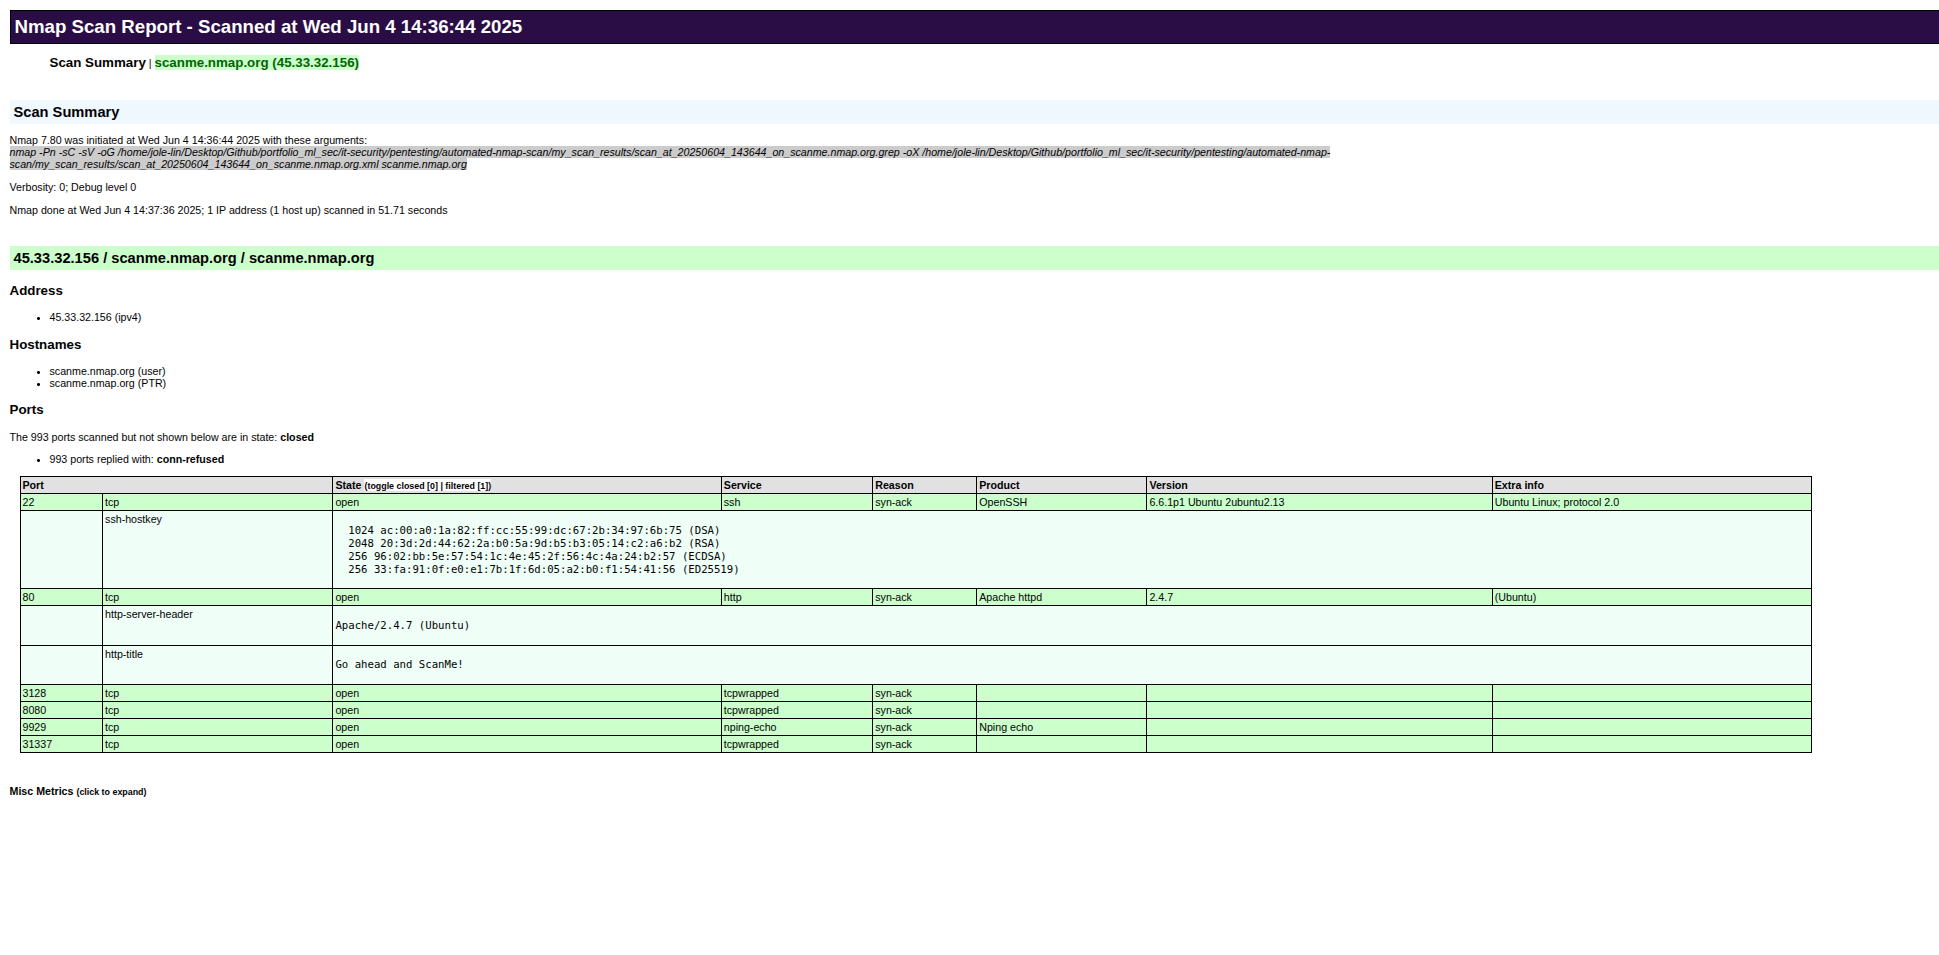 Nmap Scan Report - Scanned at Wed Jun 4 14:36:44 2025
Scan Summary | scanme.nmap.org (45.33.32.156)
Scan Summary
Nmap 7.80 was initiated at Wed Jun 4 14:36:44 2025 with these arguments:
nmap -Pn -sC -sV -oG /home/jole-lin/Desktop/Github/portfolio_ml_sec/it-security/pentesting/automated-nmap-scan/my_scan_results/scan_at_20250604_143644_on_scanme.nmap.org.grep -oX /home/jole-lin/Desktop/Github/portfolio_ml_sec/it-security/pentesting/automated-nmap-
scan/my_scan_results/scan_at_20250604_143644_on_scanme.nmap.org.xml scanme.nmap.org
Verbosity: 0; Debug level 0
Nmap done at Wed Jun 4 14:37:36 2025; 1 IP address (1 host up) scanned in 51.71 seconds
45.33.32.156 / scanme.nmap.org / scanme.nmap.org
Address
• 45.33.32.156 (ipv4)
Hostnames
• scanme.nmap.org (user)
• scanme.nmap.org (PTR)
Ports
The 993 ports scanned but not shown below are in state: closed
• 993 ports replied with: conn-refused
Port State (toggle closed [0] | filtered [1]) Service Reason Product Version Extra info
22 tcp open ssh syn-ack OpenSSH 6.6.1p1 Ubuntu 2ubuntu2.13 Ubuntu Linux; protocol 2.0
ssh-hostkey
1024 ac:00:a0:1a:82:ff:cc:55:99:dc:67:2b:34:97:6b:75 (DSA)
2048 20:3d:2d:44:62:2a:b0:5a:9d:b5:b3:05:14:c2:a6:b2 (RSA)
256 96:02:bb:5e:57:54:1c:4e:45:2f:56:4c:4a:24:b2:57 (ECDSA)
256 33:fa:91:0f:e0:e1:7b:1f:6d:05:a2:b0:f1:54:41:56 (ED25519)
80 tcp open http syn-ack Apache httpd 2.4.7 (Ubuntu)
http-server-header
Apache/2.4.7 (Ubuntu)
http-title
Go ahead and ScanMe!
3128 tcp open tcpwrapped syn-ack
8080 tcp open tcpwrapped syn-ack
9929 tcp open nping-echo syn-ack Nping echo
31337 tcp open tcpwrapped syn-ack
Misc Metrics (click to expand)